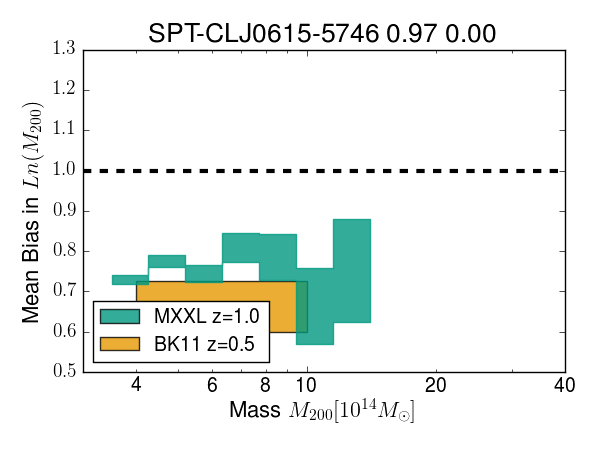 SPT-CLJ0615-5746 0.97 0.00
1.3
1.2
1.1
1.0
0.9
0.8
0.7
0.6
0.5
Mean Bias in Ln(M₂₀₀)
MXXL z=1.0
BK11 z=0.5
4 6 8 10 20 40
Mass M₂₀₀[10¹⁴M☉]